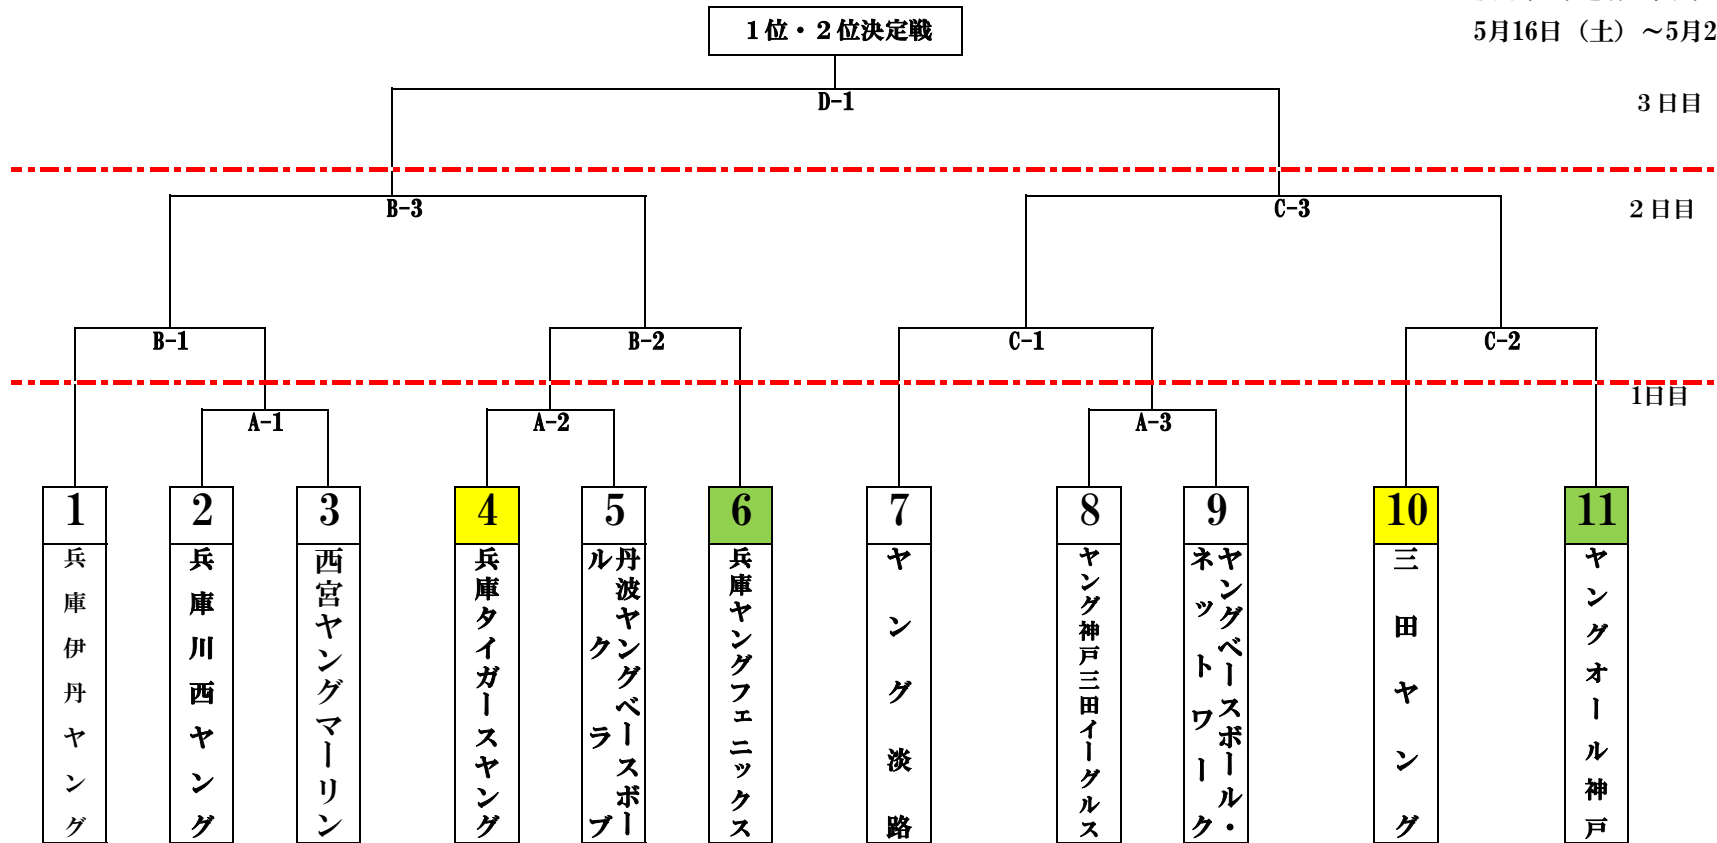 1位・2位決定戦
5月16日（土）～5月2
D-1
3日目
B-3
C-3
2日目
B-1
B-2
C-1
C-2
1日目
A-1
A-2
A-3
1
2
3
4
5
6
7
8
9
10
11
兵庫伊丹ヤング
兵庫川西ヤング
西宮ヤングマーリン
兵庫タイガースヤング
丹波ヤングベースボー
ルクラブ
兵庫ヤングフェニックス
ヤング淡路
ヤング神戸三田イーグルス
ヤングベースボール・
ネットワーク
三田ヤング
ヤングオール神戸